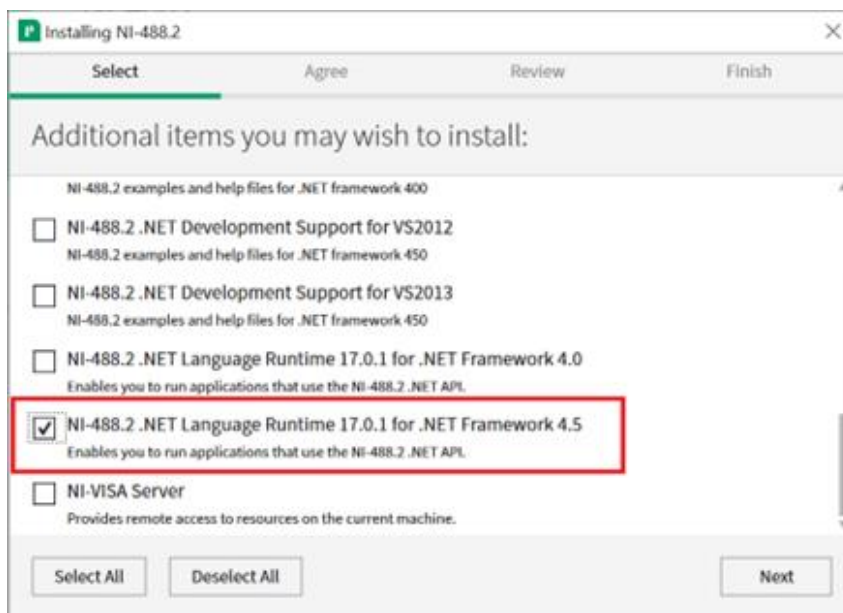 Installing NI-488.2
Select Agree Review Finish
Additional items you may wish to install:
NI-488.2 examples and help files for .NET framework 400
NI-488.2 .NET Development Support for VS2012
NI-488.2 examples and help files for .NET framework 450
NI-488.2 .NET Development Support for VS2013
NI-488.2 examples and help files for .NET framework 450
NI-488.2 .NET Language Runtime 17.0.1 for .NET Framework 4.0
Enables you to run applications that use the NI-488.2 .NET API.
NI-488.2 .NET Language Runtime 17.0.1 for .NET Framework 4.5
Enables you to run applications that use the NI-488.2 .NET API.
NI-VISA Server
Provides remote access to resources on the current machine.
Select All Deselect All Next